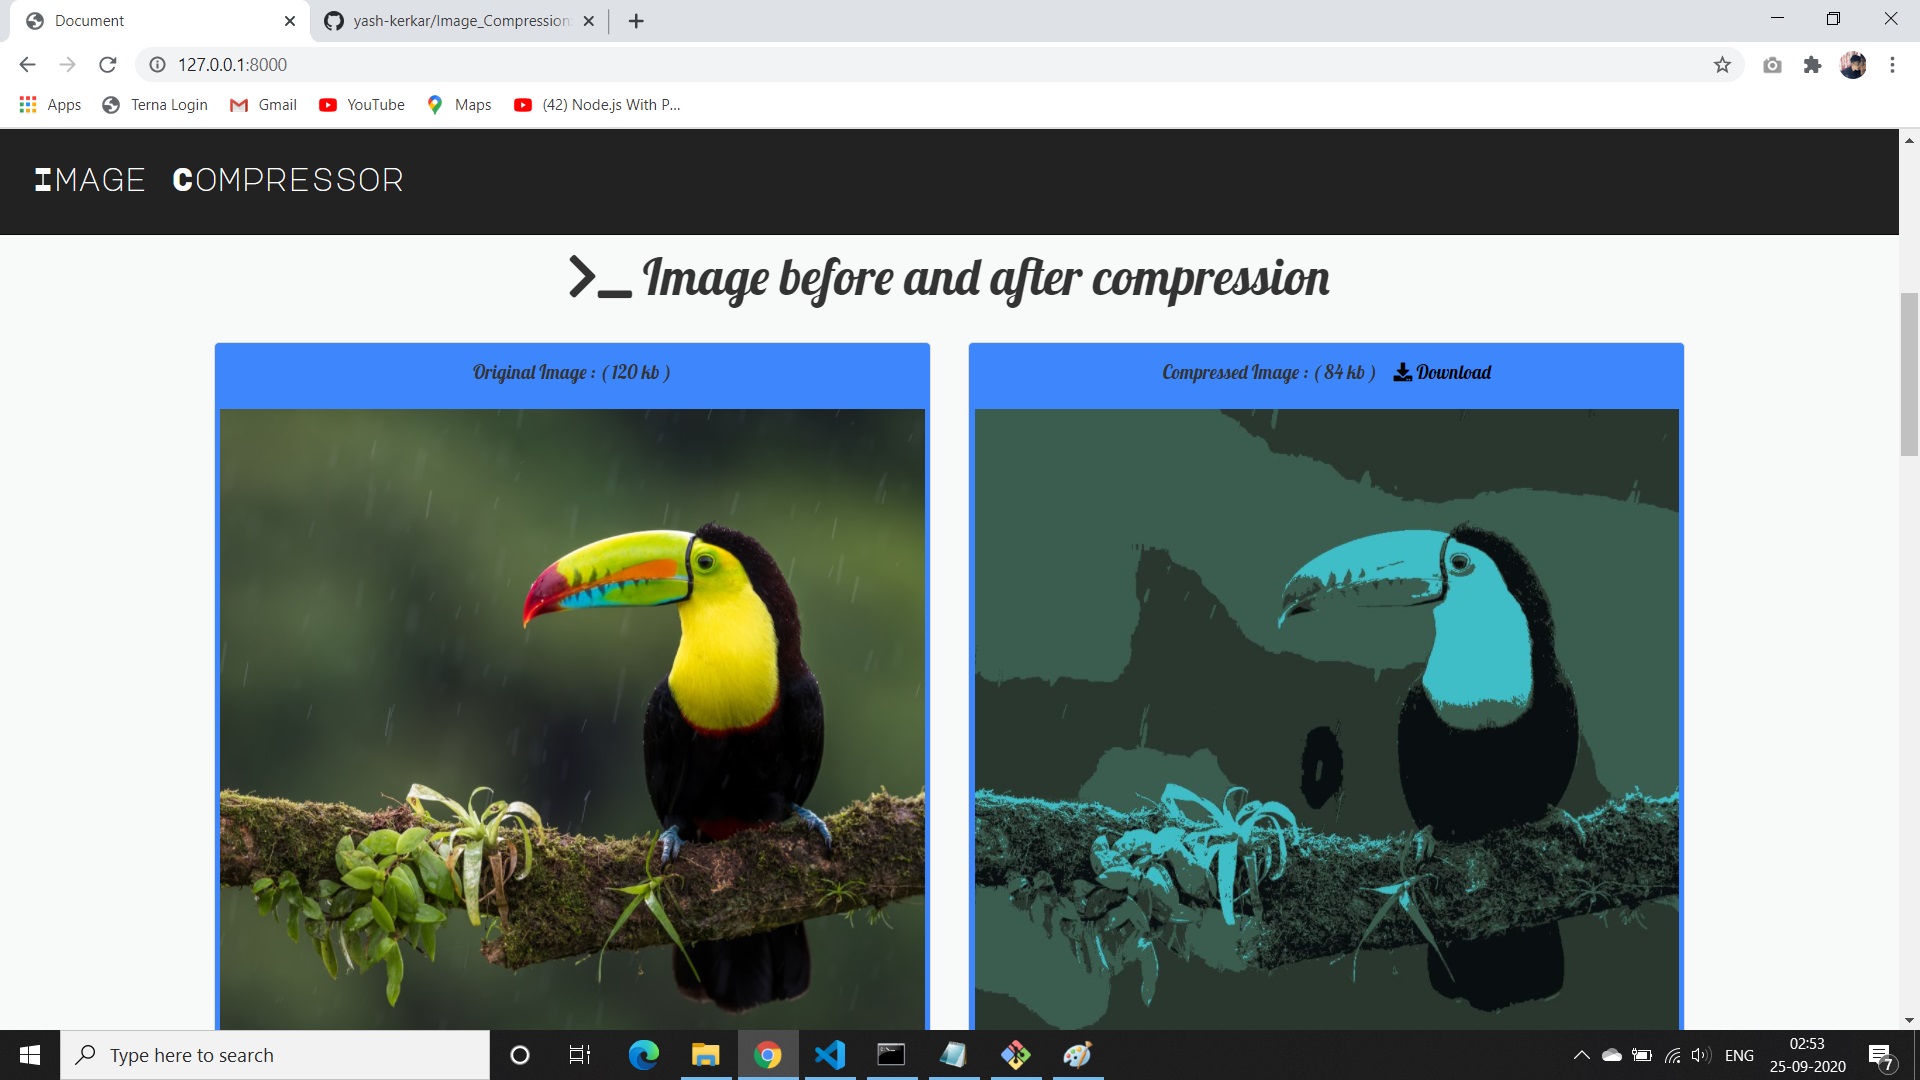 Document
yash-kerkar/Image_Compression
127.0.0.1:8000
Apps
Terna Login
Gmail
YouTube
Maps
(42) Node.js With P...
IMAGE COMPRESSOR
>_ Image before and after compression
Original Image : ( 120 kb )
Compressed Image : ( 84 kb ) Download
Type here to search
ENG
02:53
25-09-2020
7